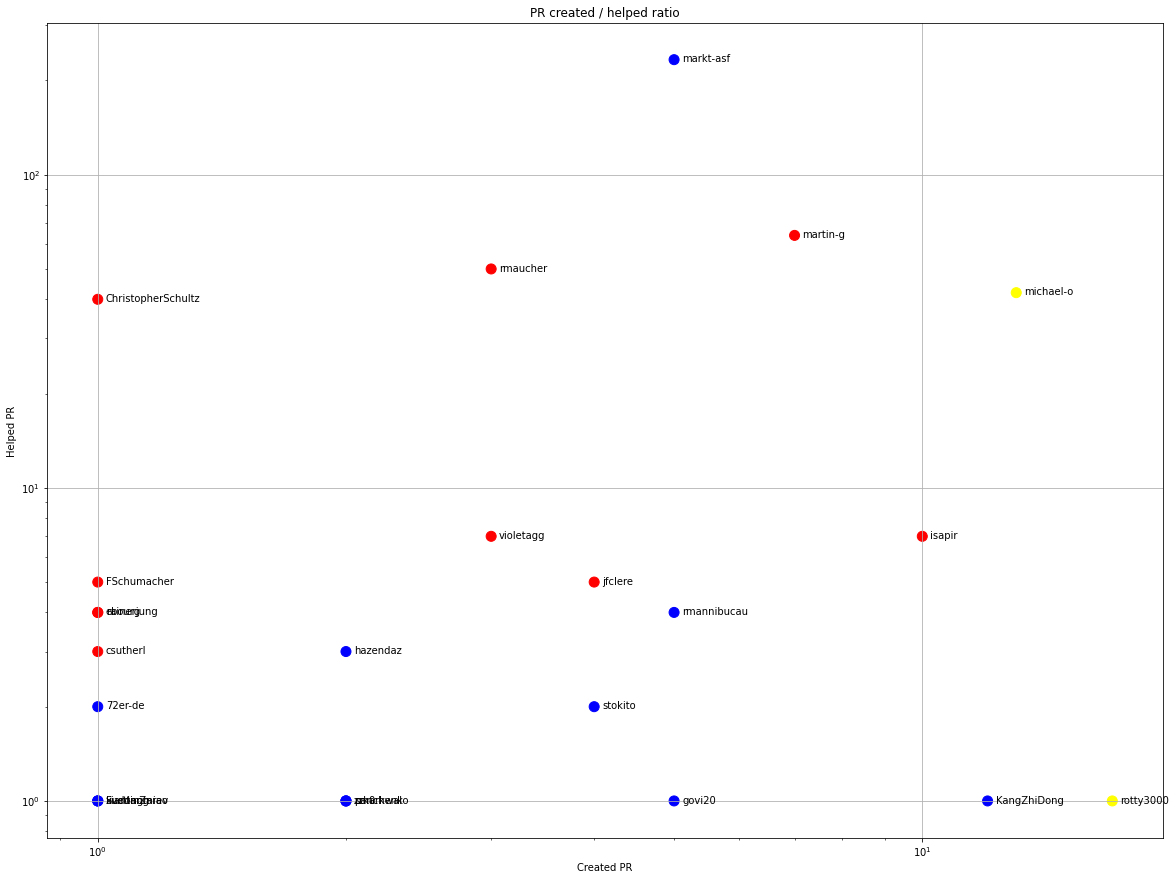 PR created / helped ratio
markt-asf
10²
martin-g
rmaucher
michael-o
ChristopherSchultz
Helped PR
10¹
violetagg
isapir
FSchumacher
jfclere
rmannibucau
csutherl
hazendaz
72er-de
stokito
10⁰
govi20
KangZhiDong
rotty3000
10⁰
10¹
Created PR